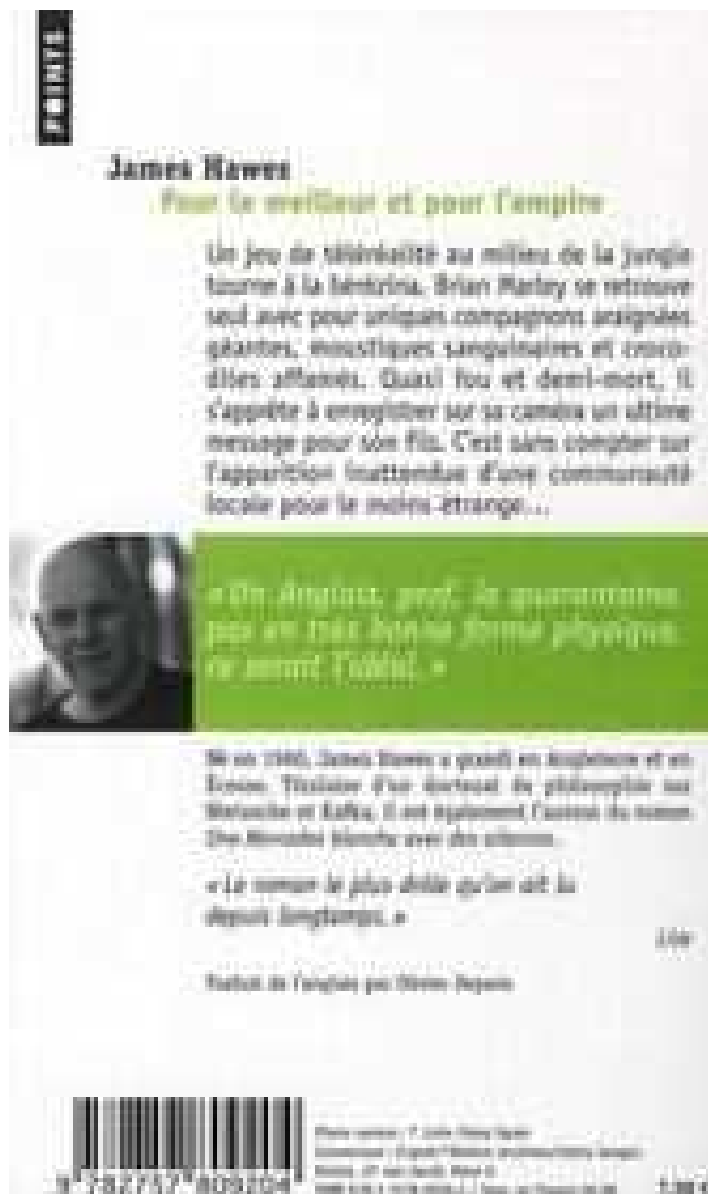 POINTS
James Hawes
Pour le meilleur et pour l'empire
Un jeu de téléréalité au milieu de la jungle
tourne à la bérézina. Brian Marley se retrouve
seul avec pour uniques compagnons araignées
géantes, moustiques sanguinaires et croco-
diles affamés. Quasi fou et demi-mort, il
s'apprête à enregistrer sur sa caméra un ultime
message pour son fils. C'est sans compter sur
l'apparition inattendue d'une communauté
locale pour le moins étrange...
« Un Anglais, prof, la quarantaine,
pas en très bonne forme physique,
ce serait l'idéal. »
Né en 1960, James Hawes a grandi en Angleterre et en
Écosse. Titulaire d'un doctorat de philosophie sur
Nietzsche et Kafka, il est également l'auteur du roman
Une Mercedes blanche avec des ailerons.
« Le roman le plus drôle qu'on ait lu
depuis longtemps. »
Lire
Traduit de l'anglais par
9 782757 809204